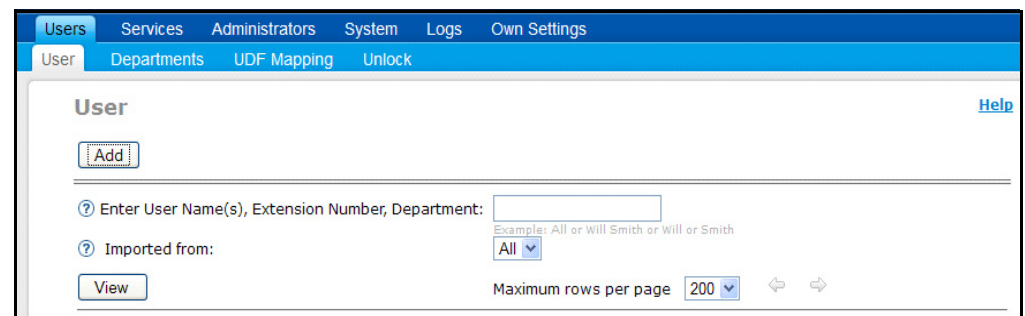 Users Services Administrators System Logs Own Settings
User Departments UDF Mapping Unlock
User Help
Add
Enter User Name(s), Extension Number, Department:
Example: All or Will Smith or Will or Smith
Imported from: All
View Maximum rows per page 200